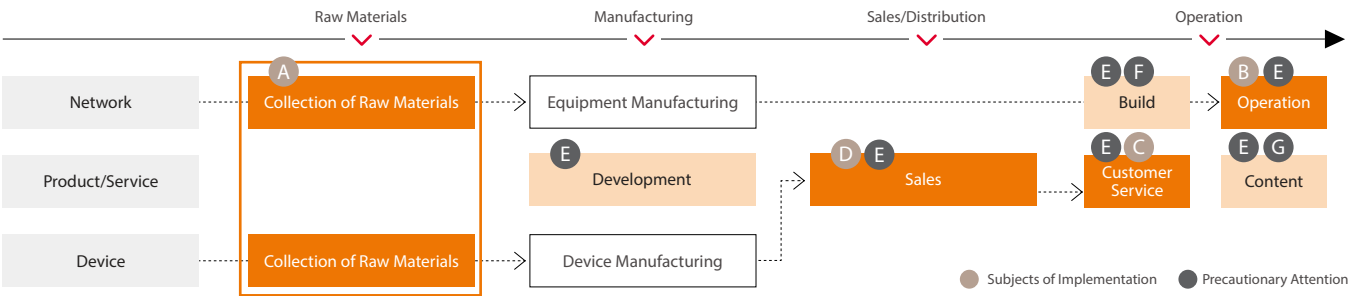 Raw Materials
Manufacturing
Sales/Distribution
Operation
Network
A
Collection of Raw Materials
Equipment Manufacturing
E F
Build
B E
Operation
Product/Service
E
Development
D E
Sales
E C
Customer
Service
E G
Content
Device
Collection of Raw Materials
Device Manufacturing
Subjects of Implementation
Precautionary Attention